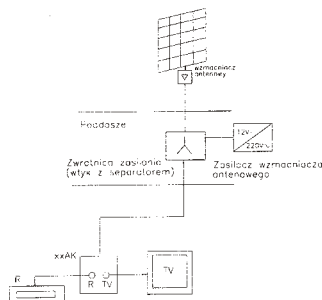 wzmacniacz
antenowy
Poddasze
12V-
220V~
Zwrotnica zasilania
(wtyk z separatorem)
Zasilacz wzmacniacza
antenowego
xxAK
R TV
TV
R